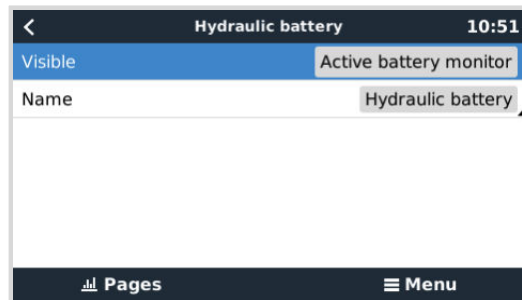 Hydraulic battery 10:51
Visible Active battery monitor
Name Hydraulic battery
Pages Menu